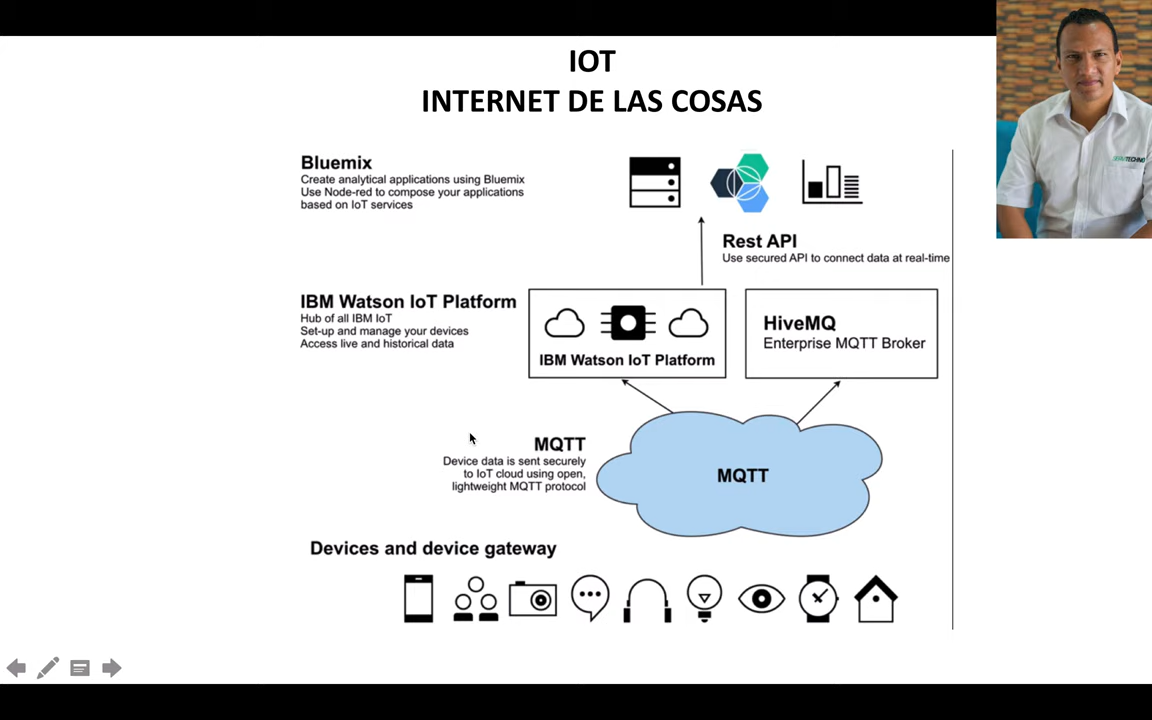 IOT
INTERNET DE LAS COSAS
Bluemix
Create analytical applications using Bluemix
Use Node-red to compose your applications
based on IoT services
Rest API
Use secured API to connect data at real-time
IBM Watson IoT Platform
Hub of all IBM IoT
Set-up and manage your devices
Access live and historical data
IBM Watson IoT Platform
HiveMQ
Enterprise MQTT Broker
MQTT
Device data is sent securely
to IoT cloud using open,
lightweight MQTT protocol
MQTT
Devices and device gateway